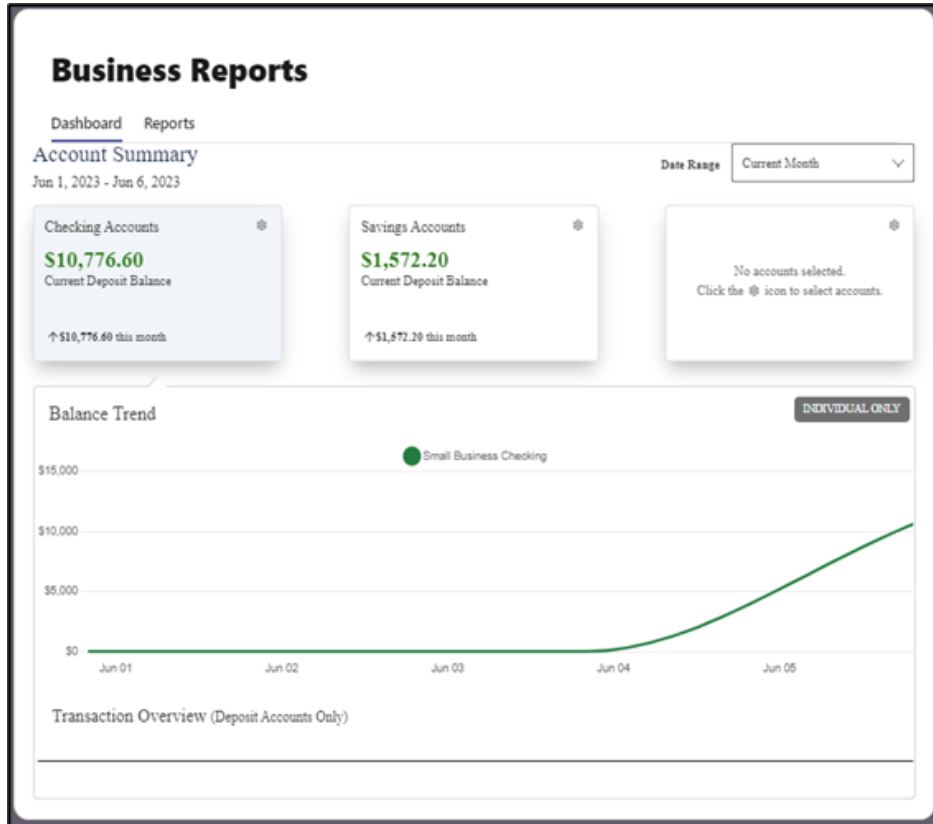 Business Reports
Dashboard Reports
Account Summary
Jun 1, 2023 - Jun 6, 2023
Date Range Current Month
Checking Accounts
$10,776.60
Current Deposit Balance
↑$10,776.60 this month
Savings Accounts
$1,572.20
Current Deposit Balance
↑$1,572.20 this month
No accounts selected.
Click the icon to select accounts.
Balance Trend
INDIVIDUAL ONLY
Small Business Checking
$15,000
$10,000
$5,000
$0
Jun 01 Jun 02 Jun 03 Jun 04 Jun 05
Transaction Overview (Deposit Accounts Only)